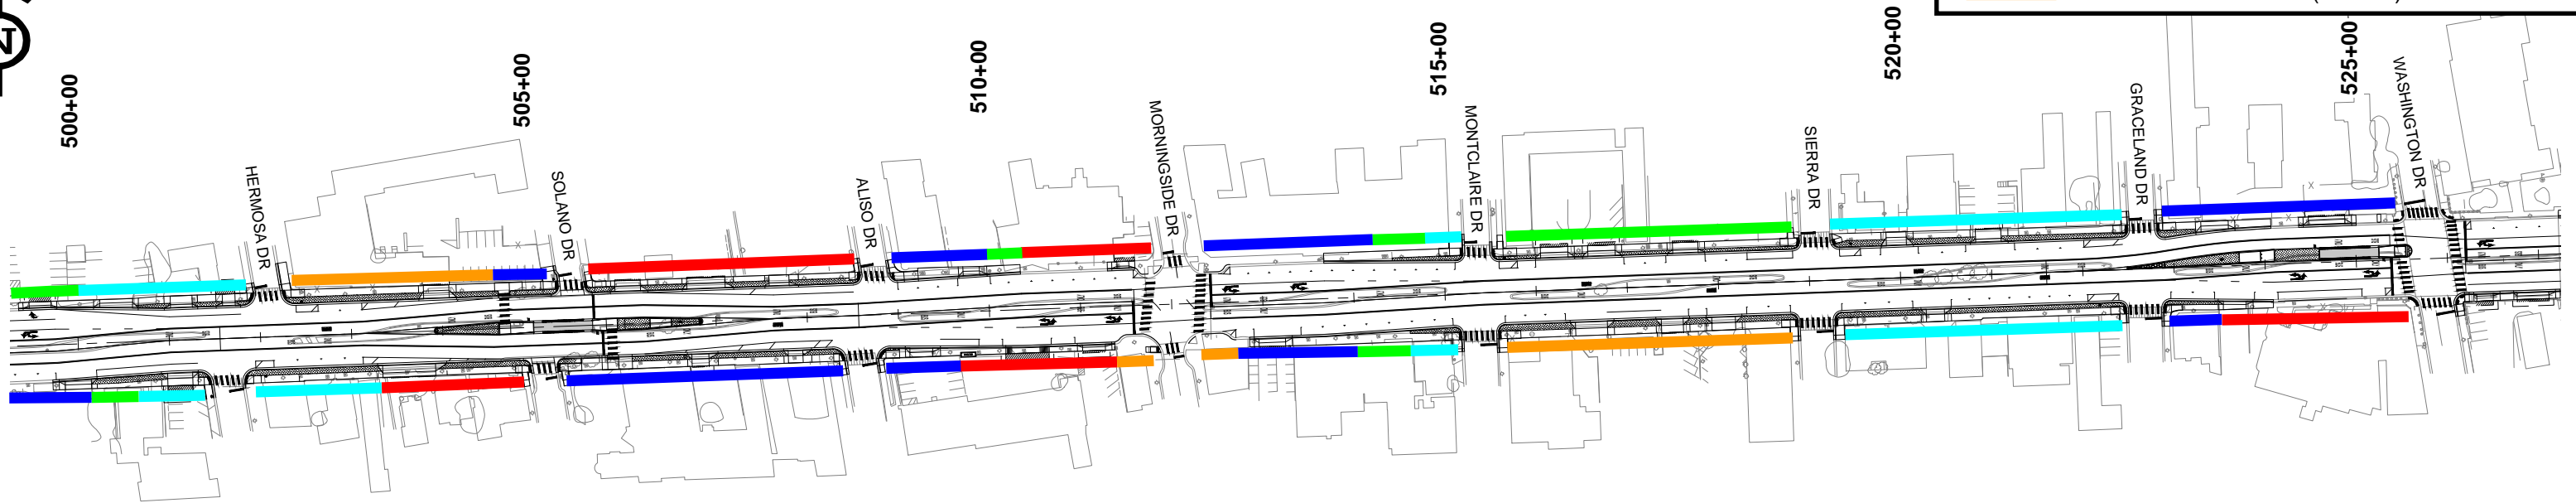 500+00
505+00
510+00
515+00
520+00
525+00
HERMOSA DR
SOLANO DR
ALISO DR
MORNINGSIDE DR
MONTCLAIRE DR
SIERRA DR
GRACELAND DR
WASHINGTON DR